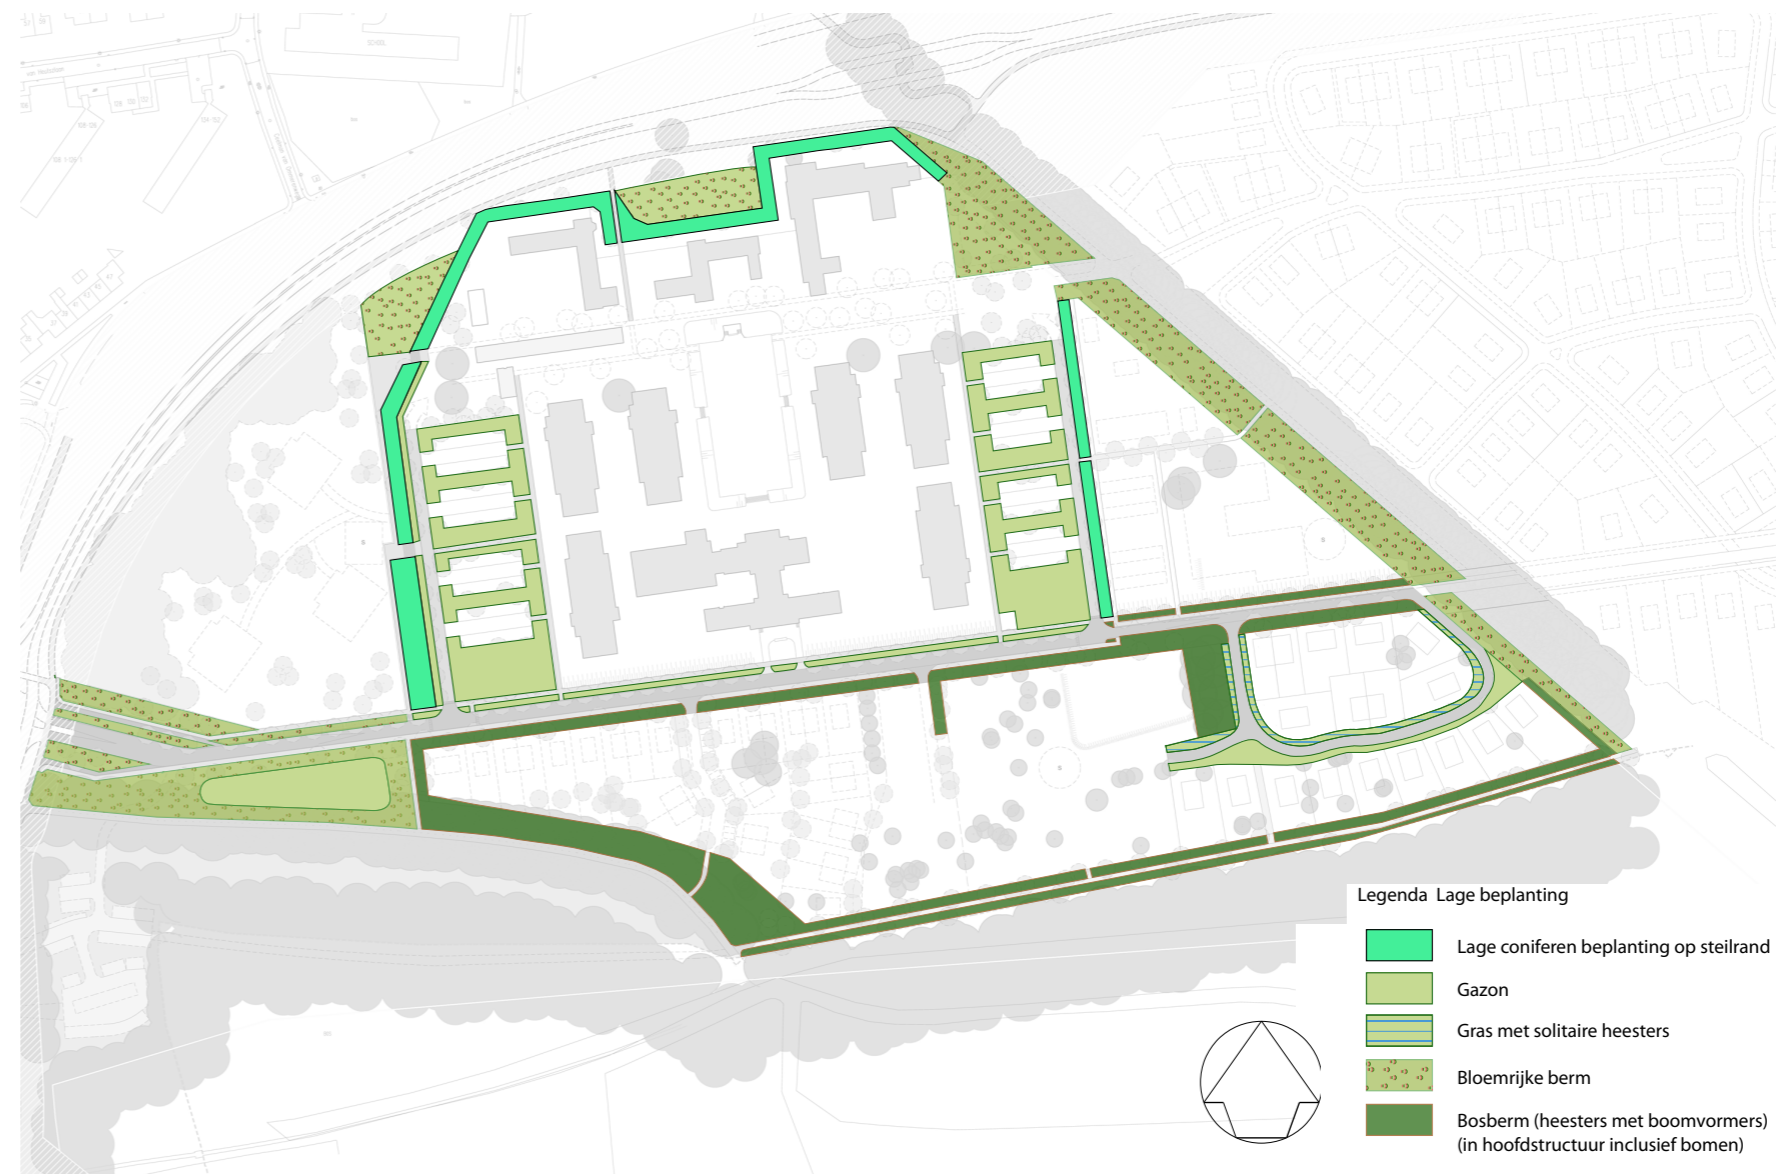 SCHOOL
Legenda Lage beplanting
Lage coniferen beplanting op steilrand
Gazon
Gras met solitaire heesters
Bloemrijke berm
Bosberm (heesters met boomvormers)
(in hoofdstructuur inclusief bomen)